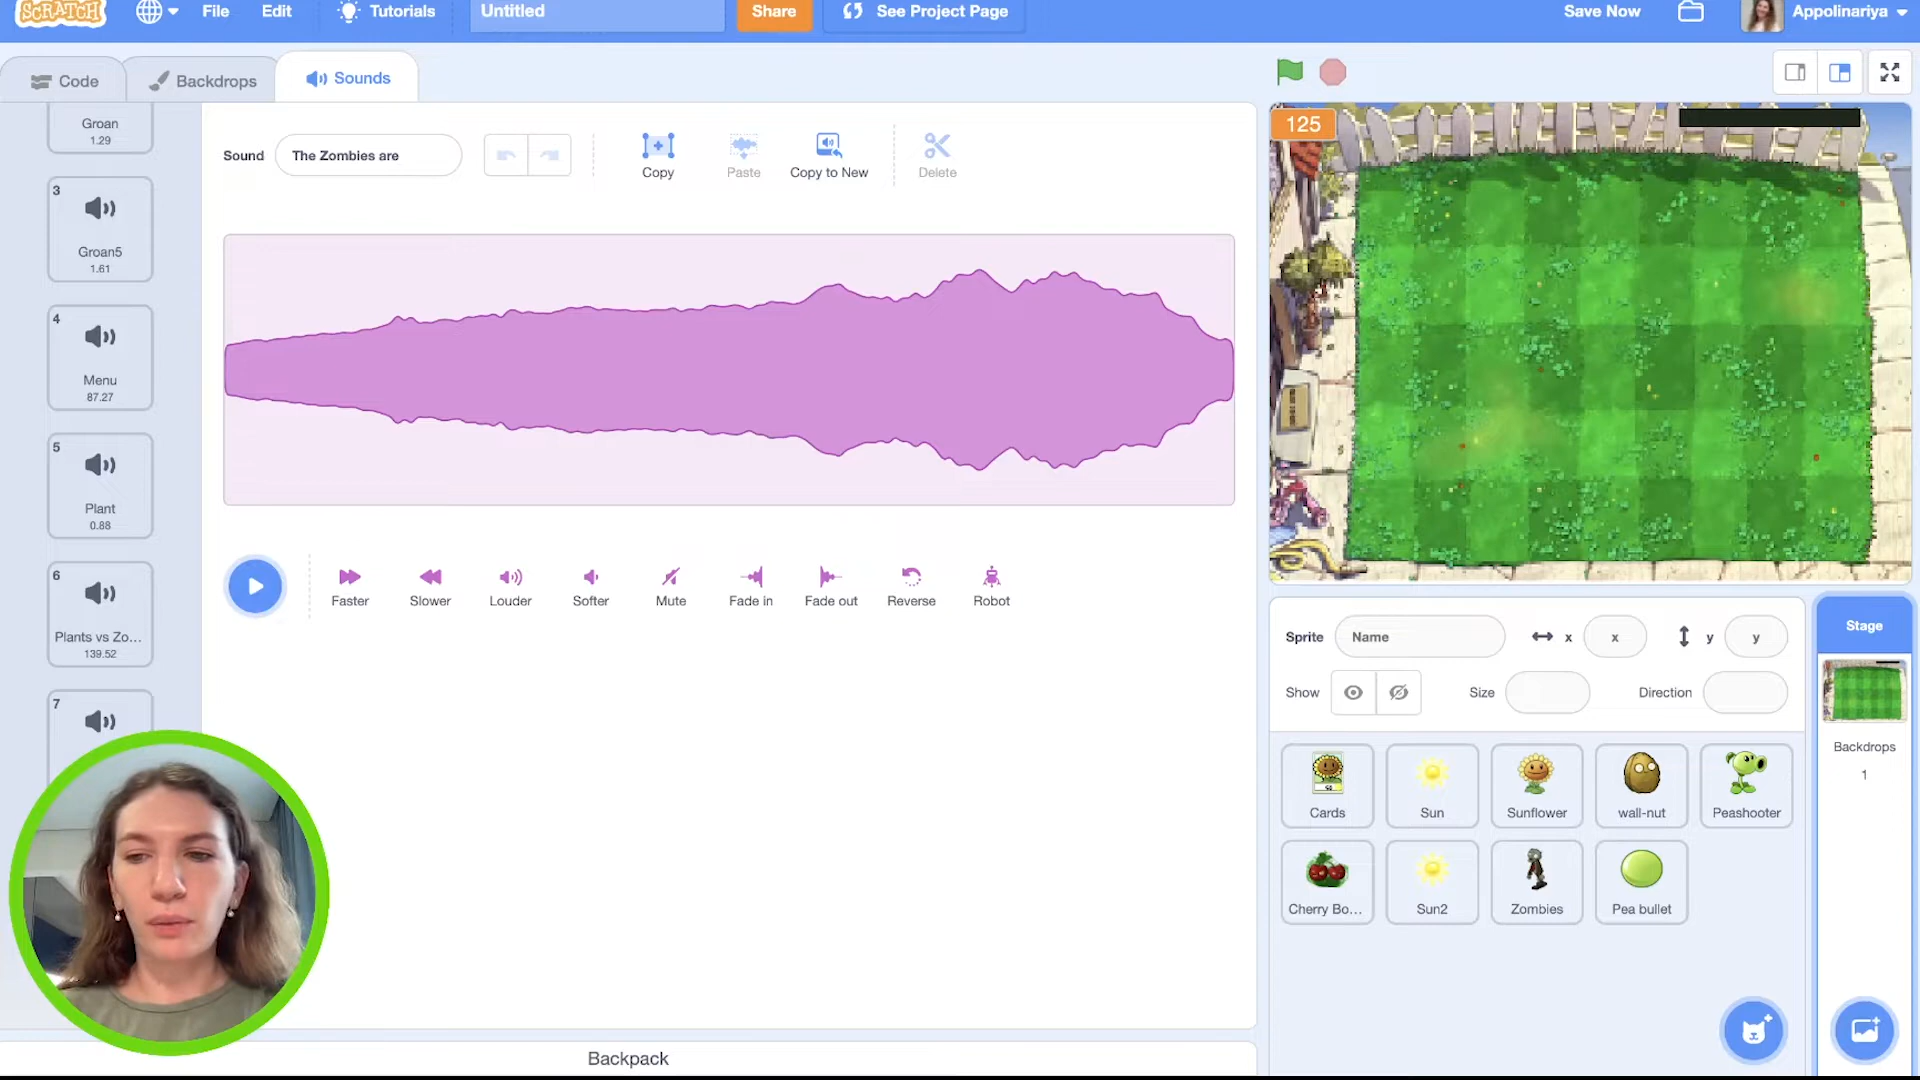 SCRATCH
File
Edit
Tutorials
Untitled
Share
See Project Page
Save Now
Appolinariya
Code
Backdrops
Sounds
Groan
1.29
3
Groan5
1.61
4
Menu
87.27
5
Plant
0.88
6
Plants vs Zo...
139.52
7
Sound
The Zombies are
Copy
Paste
Copy to New
Delete
Faster
Slower
Louder
Softer
Mute
Fade in
Fade out
Reverse
Robot
Backpack
125
Sprite
Name
x
x
y
y
Show
Size
Direction
Stage
Backdrops
1
Cards
Sun
Sunflower
wall-nut
Peashooter
Cherry Bo...
Sun2
Zombies
Pea bullet